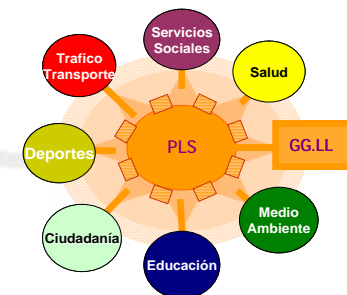 Servicios
Sociales
Trafico
Transporte
Salud
Deportes
PLS
GG.LL
Ciudadanía
Medio
Ambiente
Educación